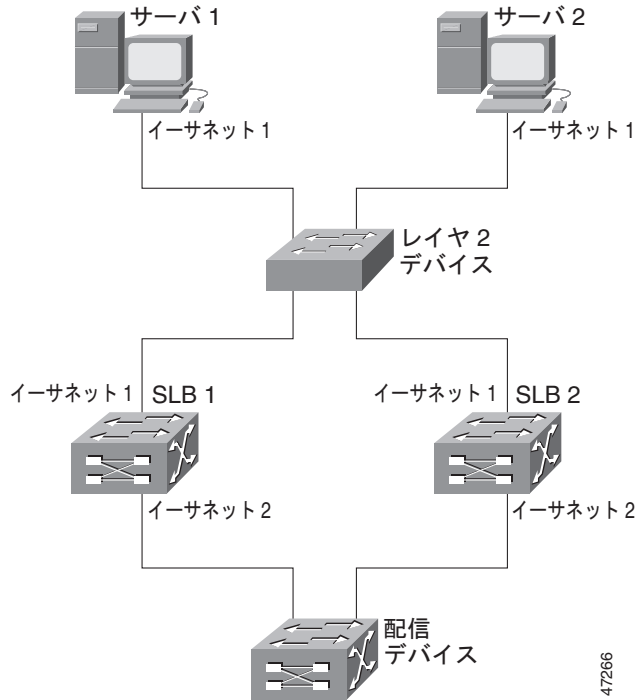 サーバ 1
サーバ 2
イーサネット 1
イーサネット 1
レイヤ 2
デバイス
イーサネット 1
SLB 1
イーサネット 1
SLB 2
イーサネット 2
イーサネット 2
配信
デバイス
47266